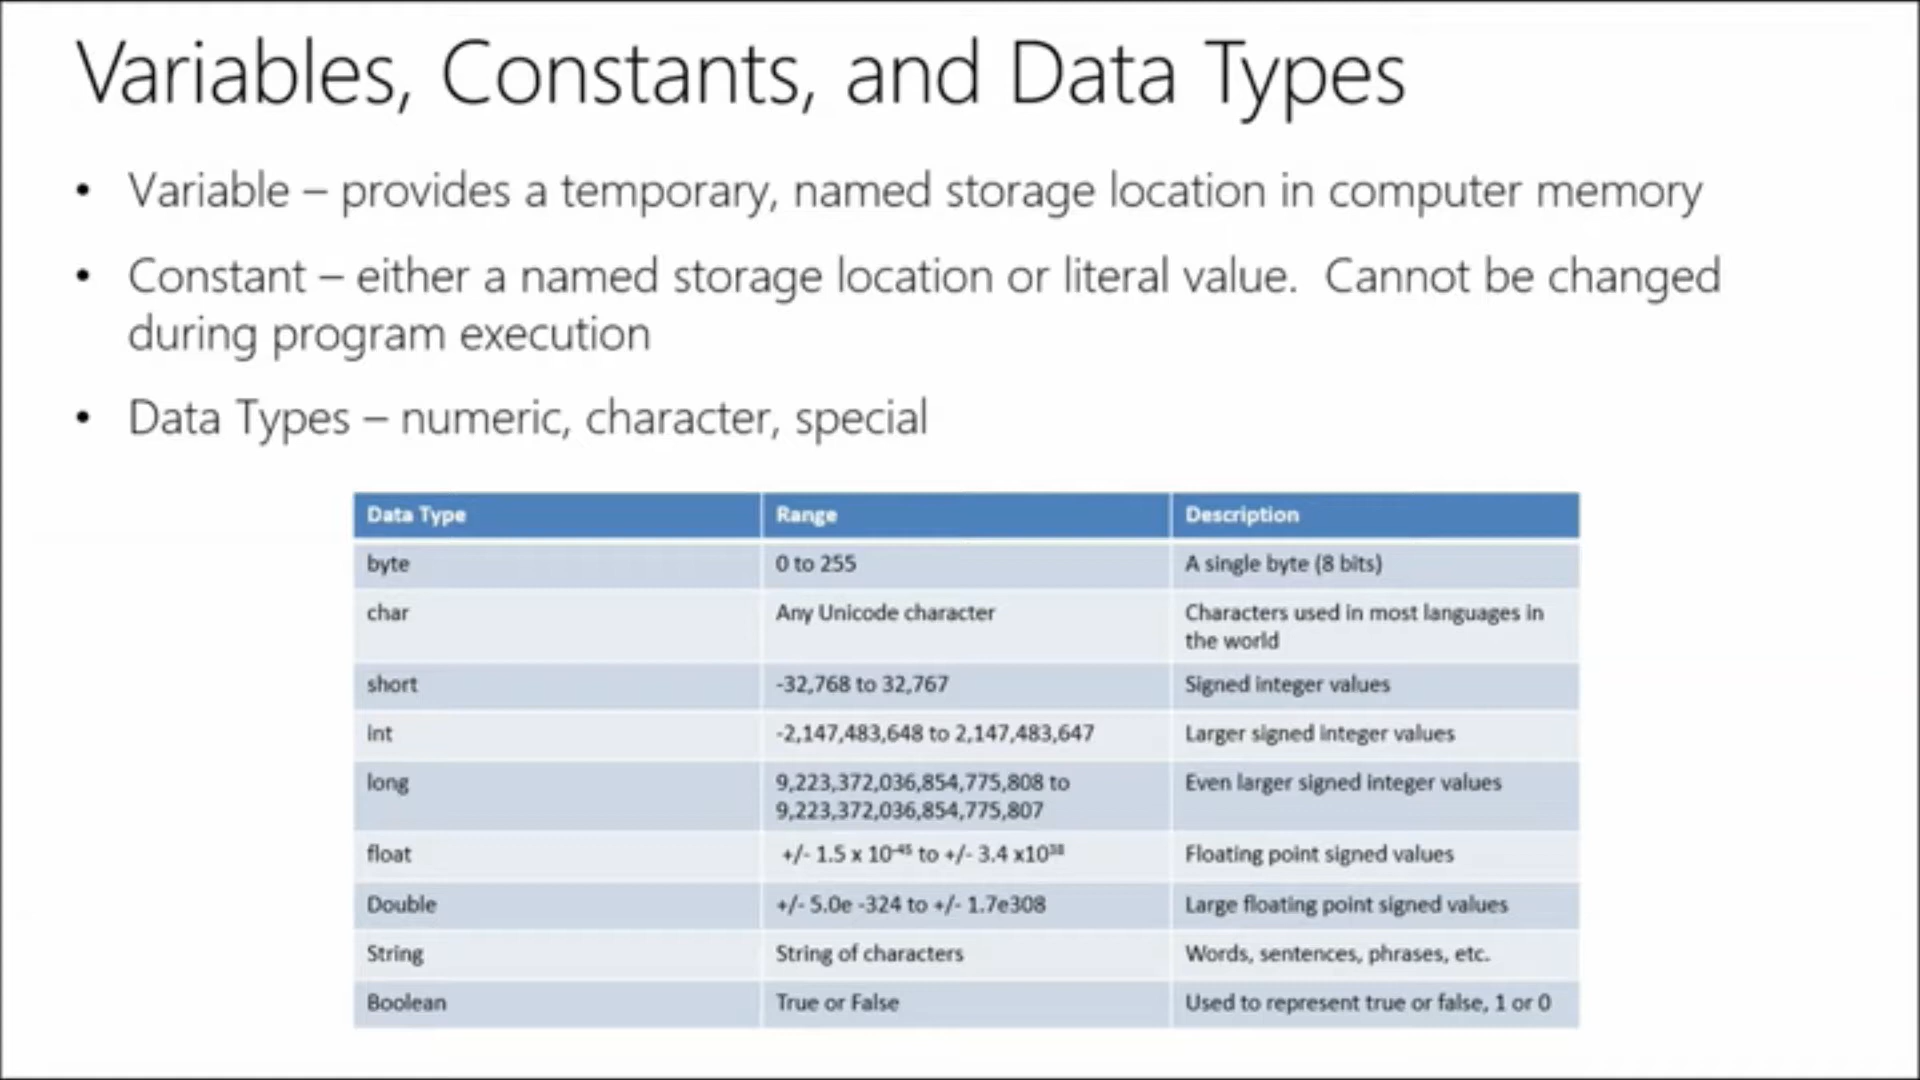 Variables, Constants, and Data Types
• Variable – provides a temporary, named storage location in computer memory
• Constant – either a named storage location or literal value.  Cannot be changed
during program execution
• Data Types – numeric, character, special
Data Type Range Description
byte 0 to 255 A single byte (8 bits)
char Any Unicode character Characters used in most languages in
the world
short -32,768 to 32,767 Signed integer values
int -2,147,483,648 to 2,147,483,647 Larger signed integer values
long 9,223,372,036,854,775,808 to Even larger signed integer values
9,223,372,036,854,775,807
float +/- 1.5 x 10⁻⁴⁵ to +/- 3.4 x10³⁸ Floating point signed values
Double +/- 5.0e -324 to +/- 1.7e308 Large floating point signed values
String String of characters Words, sentences, phrases, etc.
Boolean True or False Used to represent true or false, 1 or 0